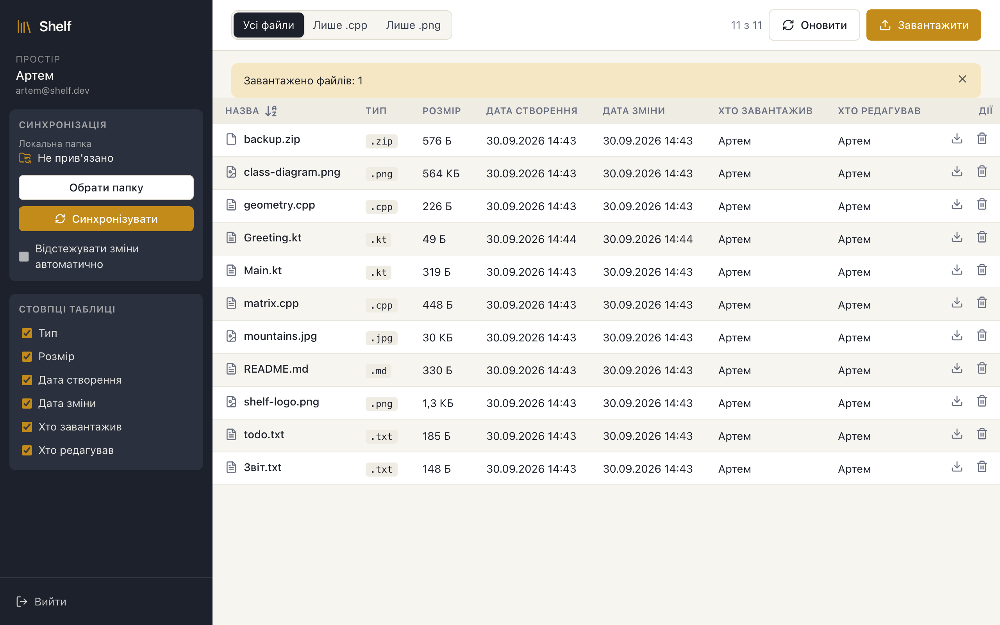 Shelf
ПРОСТІР
Артем
artem@shelf.dev
СИНХРОНІЗАЦІЯ
Локальна папка
Не прив'язано
Обрати папку
Синхронізувати
Відстежувати зміни
автоматично
СТОВПЦІ ТАБЛИЦІ
Тип
Розмір
Дата створення
Дата зміни
Хто завантажив
Хто редагував
Вийти
Усі файли Лише .cpp Лише .png 11 з 11 Оновити Завантажити
Завантажено файлів: 1
НАЗВА ТИП РОЗМІР ДАТА СТВОРЕННЯ ДАТА ЗМІНИ ХТО ЗАВАНТАЖИВ ХТО РЕДАГУВАВ ДІЇ
backup.zip .zip 576 Б 30.09.2026 14:43 30.09.2026 14:43 Артем Артем
class-diagram.png .png 564 КБ 30.09.2026 14:43 30.09.2026 14:43 Артем Артем
geometry.cpp .cpp 226 Б 30.09.2026 14:43 30.09.2026 14:43 Артем Артем
Greeting.kt .kt 49 Б 30.09.2026 14:44 30.09.2026 14:44 Артем Артем
Main.kt .kt 319 Б 30.09.2026 14:43 30.09.2026 14:43 Артем Артем
matrix.cpp .cpp 448 Б 30.09.2026 14:43 30.09.2026 14:43 Артем Артем
mountains.jpg .jpg 30 КБ 30.09.2026 14:43 30.09.2026 14:43 Артем Артем
README.md .md 330 Б 30.09.2026 14:43 30.09.2026 14:43 Артем Артем
shelf-logo.png .png 1,3 КБ 30.09.2026 14:43 30.09.2026 14:43 Артем Артем
todo.txt .txt 185 Б 30.09.2026 14:43 30.09.2026 14:43 Артем Артем
Звіт.txt .txt 148 Б 30.09.2026 14:43 30.09.2026 14:43 Артем Артем